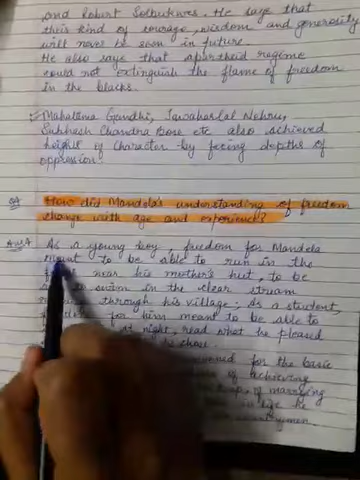 and Robert Sobukwes. He says that
their kind of courage, wisdom and generosity
will never be seen in future.
He also says that apartheid regime
could not extinguish the flame of freedom
in the blacks.
Mahatma Gandhi, Jawaharlal Nehru,
Subhash Chandra Bose etc also achieved
heights of character by facing depths of
oppression.
How did Mandela's understanding of freedom
change with age and experience?
Ans As a young boy, freedom for Mandela
meant to be able to run in the
near his mother's hut, to be
to swim in the clear stream
through his village; As a student,
for him meant to be able to
at night, read what he pleased
he chose.
for the basic
of achieving
of marrying
in life he